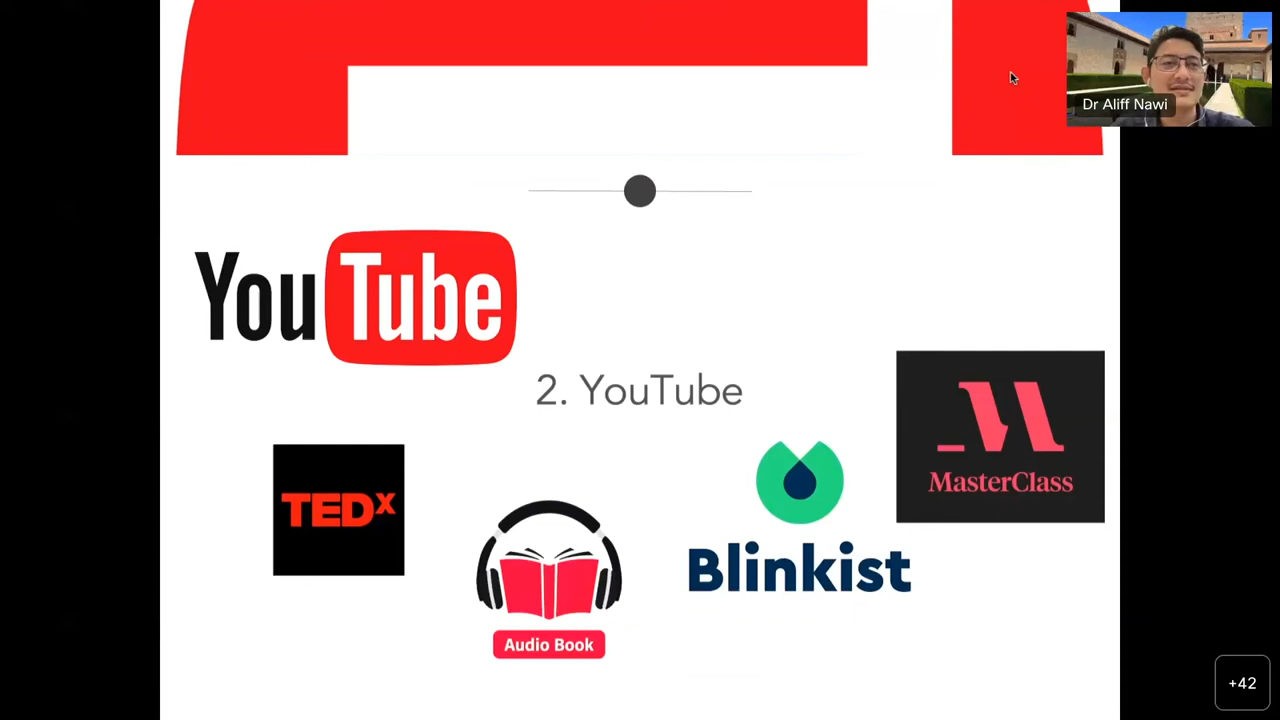 Dr Aliff Nawi
YouTube
2. YouTube
MasterClass
TEDx
Blinkist
Audio Book
+42